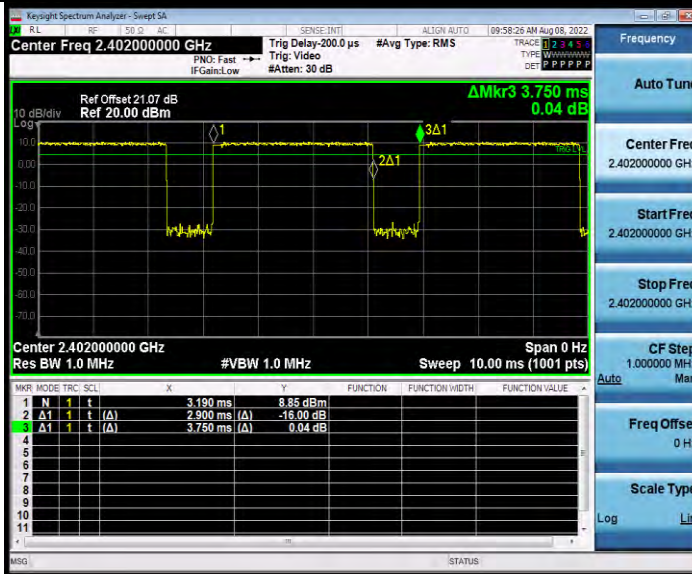 Keysight Spectrum Analyzer - Swept SA
RL RF 50 Ω AC SENSE:INT ALIGN AUTO 09:58:26 AM Aug 08, 2022
Center Freq 2.402000000 GHz
PNO: Fast
IFGain:Low
Trig Delay-200.0 µs
Trig: Video
#Atten: 30 dB
#Avg Type: RMS
TRACE 1 2 3 4 5 6
TYPE WWWWWW
DET P P P P P P
Frequency
Auto Tune
Center Freq
2.402000000 GH
Start Freq
2.402000000 GH
Stop Freq
2.402000000 GH
CF Step
1.000000 MH
Auto Man
Freq Offset
0 H
Scale Type
Log Lin
ΔMkr3 3.750 ms
0.04 dB
Ref Offset 21.07 dB
10 dB/div Ref 20.00 dBm
Log
10.0
0.00
-10.0
-20.0
-30.0
-40.0
-50.0
-60.0
-70.0
1
3Δ1
TRIG LVL
2Δ1
Center 2.402000000 GHz Span 0 Hz
Res BW 1.0 MHz #VBW 1.0 MHz Sweep 10.00 ms (1001 pts)
MKR MODE TRC SCL X Y FUNCTION FUNCTION WIDTH FUNCTION VALUE
1 N 1 t 3.190 ms 8.85 dBm
2 Δ1 1 t (Δ) 2.900 ms (Δ) -16.00 dB
3 Δ1 1 t (Δ) 3.750 ms (Δ) 0.04 dB
4
5
6
7
8
9
10
11
MSG STATUS